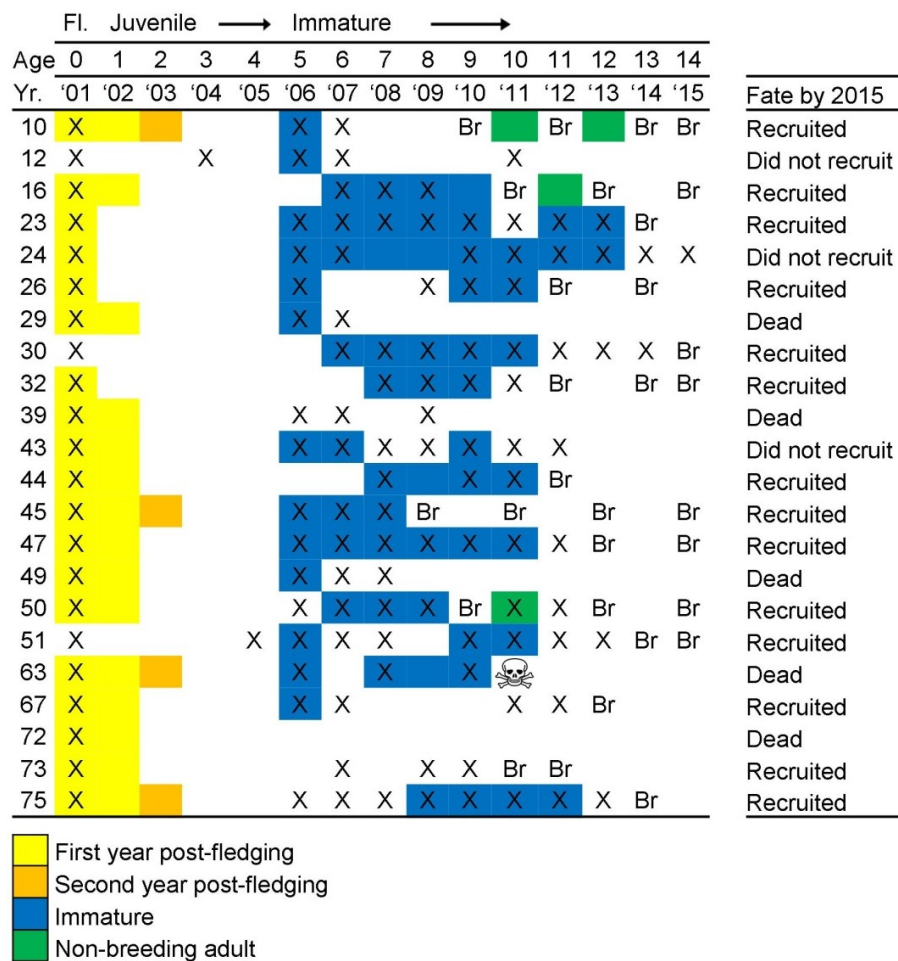 Fl. Juvenile Immature
Age 0 1 2 3 4 5 6 7 8 9 10 11 12 13 14
Yr. ‘01 ‘02 ‘03 ‘04 ‘05 ‘06 ‘07 ‘08 ‘09 ‘10 ‘11 ‘12 ‘13 ‘14 ‘15 Fate by 2015
10 X X X Br Br Br Br Recruited
12 X X X X X Did not recruit
16 X X X X Br Br Br Recruited
23 X X X X X X X X X Br Recruited
24 X X X X X X X X X Did not recruit
26 X X X X X Br Br Recruited
29 X X X Dead
30 X X X X X X X X X Br Recruited
32 X X X X X Br Br Br Recruited
39 X X X X Dead
43 X X X X X X X X Did not recruit
44 X X X X Br Recruited
45 X X X X Br Br Br Br Recruited
47 X X X X X X X X Br Br Recruited
49 X X X X Dead
50 X X X X X Br X X Br Br Recruited
51 X X X X X X X X X Br Br Recruited
63 X X X X Dead
67 X X X X X Br Recruited
72 X Dead
73 X X X X Br Br Recruited
75 X X X X X X X X X Br Recruited
First year post-fledging
Second year post-fledging
Immature
Non-breeding adult